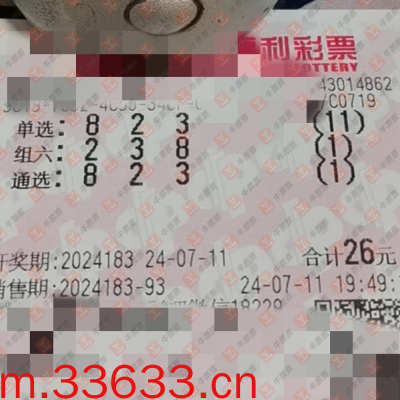 利彩票
LOTTERY
43014862
C0719
单选: 8 2 3 (11)
组六: 2 3 8 (1)
通选: 8 2 3 (1)
开奖期:2024183 24-07-11 合计26元
销售期:2024183-93 24-07-11 19:49:
m.33633.cn